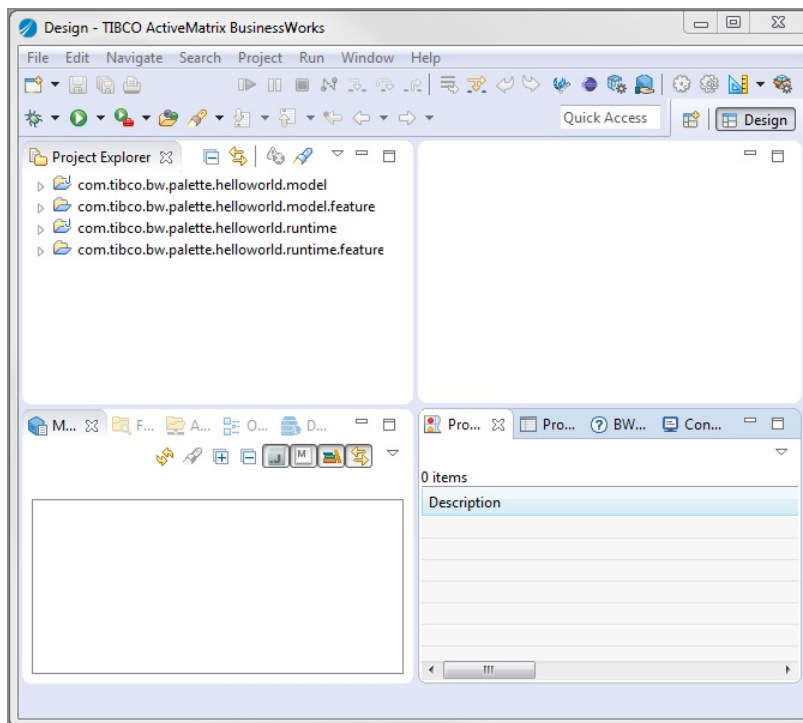 Design - TIBCO ActiveMatrix BusinessWorks
File Edit Navigate Search Project Run Window Help
Quick Access
Design
Project Explorer
com.tibco.bw.palette.helloworld.model
com.tibco.bw.palette.helloworld.model.feature
com.tibco.bw.palette.helloworld.runtime
com.tibco.bw.palette.helloworld.runtime.feature
M... F... A... O... D...
M
Pro... Pro... BW... Con...
0 items
Description